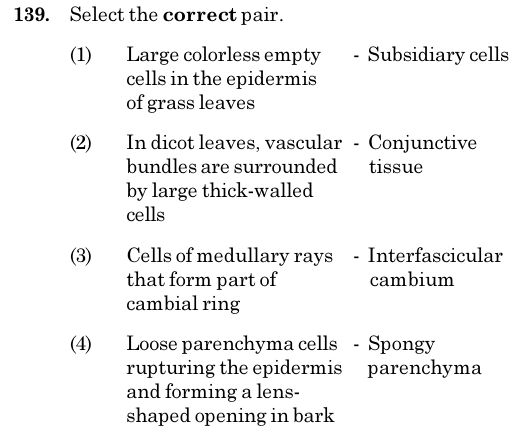 139. Select the correct pair.
(1) Large colorless empty - Subsidiary cells
cells in the epidermis
of grass leaves
(2) In dicot leaves, vascular - Conjunctive
bundles are surrounded tissue
by large thick-walled
cells
(3) Cells of medullary rays - Interfascicular
that form part of cambium
cambial ring
(4) Loose parenchyma cells - Spongy
rupturing the epidermis parenchyma
and forming a lens-
shaped opening in bark